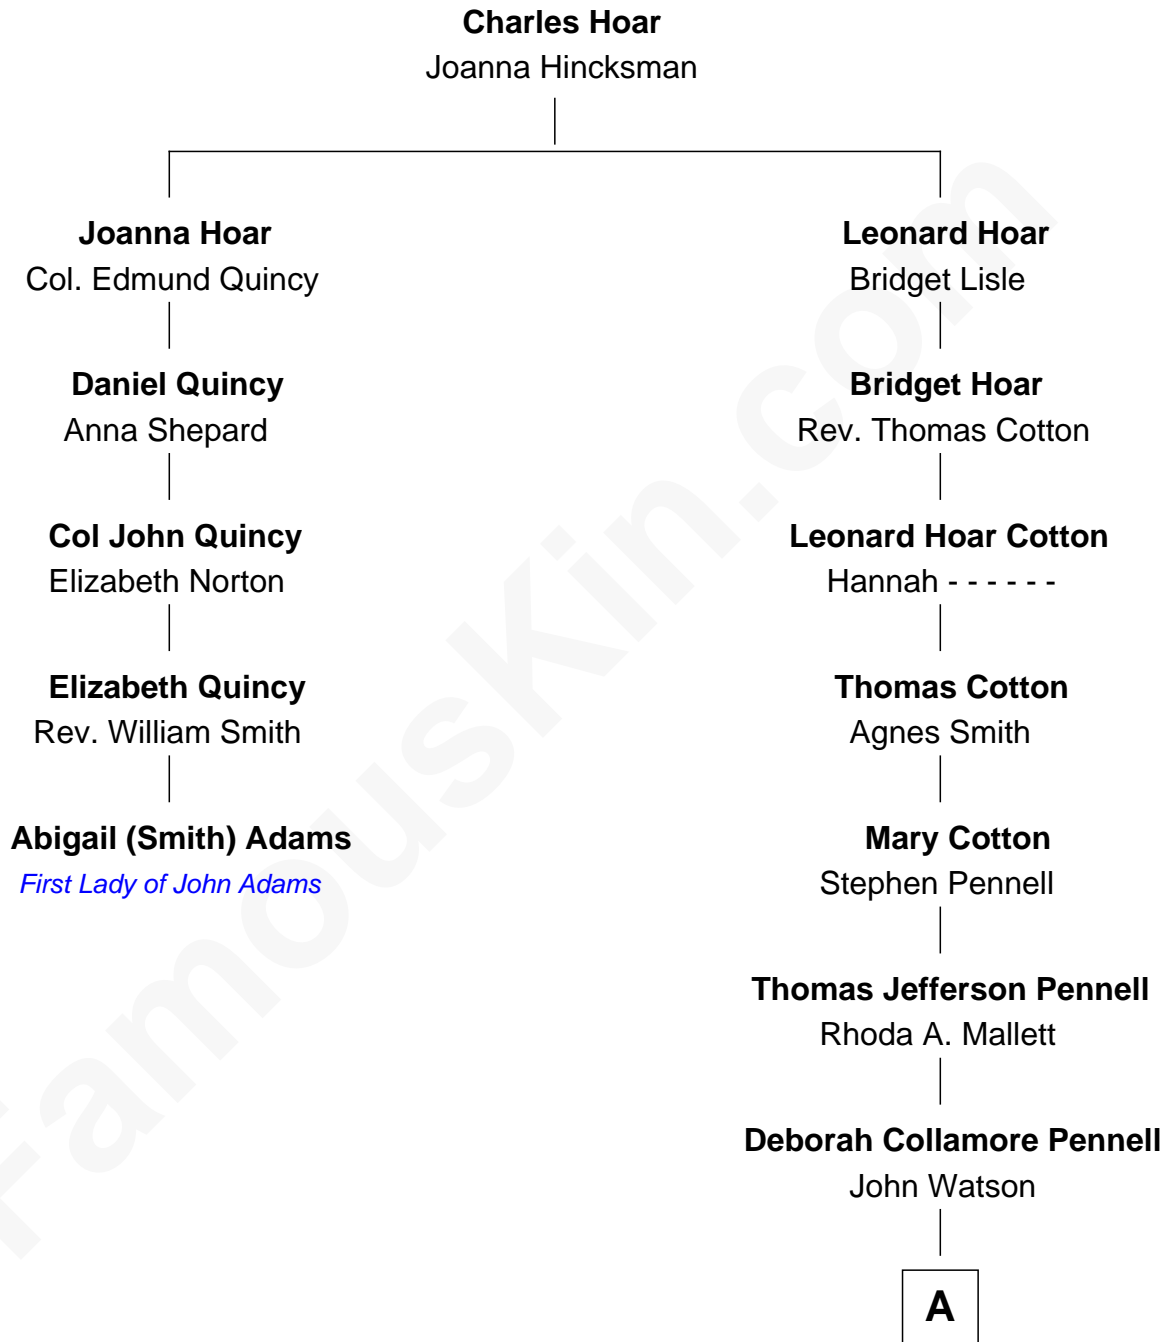 Charles Hoar
Joanna Hincksman
Joanna Hoar
Col. Edmund Quincy
Daniel Quincy
Anna Shepard
Col John Quincy
Elizabeth Norton
Elizabeth Quincy
Rev. William Smith
Abigail (Smith) Adams
First Lady of John Adams
Leonard Hoar
Bridget Lisle
Bridget Hoar
Rev. Thomas Cotton
Leonard Hoar Cotton
Hannah - - - - - -
Thomas Cotton
Agnes Smith
Mary Cotton
Stephen Pennell
Thomas Jefferson Pennell
Rhoda A. Mallett
Deborah Collamore Pennell
John Watson
A
FamousKin.com